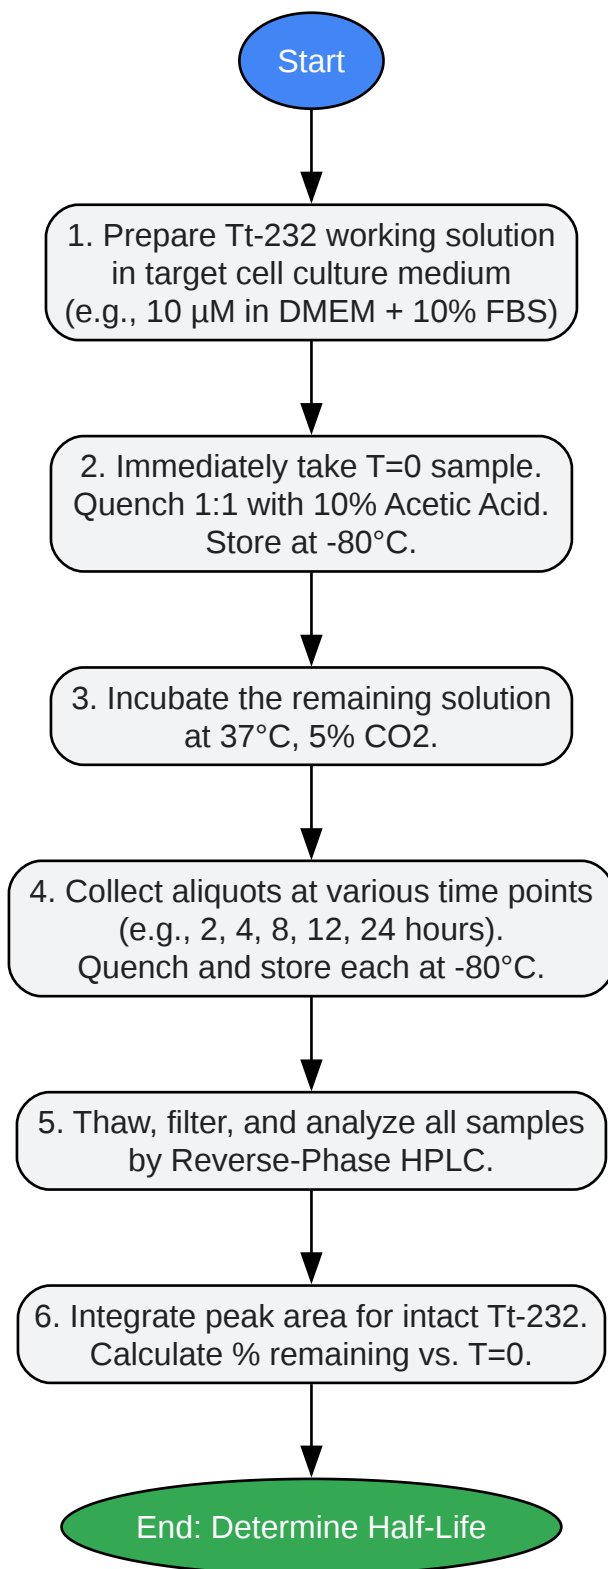 Start
1. Prepare Tt-232 working solution
in target cell culture medium
(e.g., 10 µM in DMEM + 10% FBS)
2. Immediately take T=0 sample.
Quench 1:1 with 10% Acetic Acid.
Store at -80°C.
3. Incubate the remaining solution
at 37°C, 5% CO2.
4. Collect aliquots at various time points
(e.g., 2, 4, 8, 12, 24 hours).
Quench and store each at -80°C.
5. Thaw, filter, and analyze all samples
by Reverse-Phase HPLC.
6. Integrate peak area for intact Tt-232.
Calculate % remaining vs. T=0.
End: Determine Half-Life